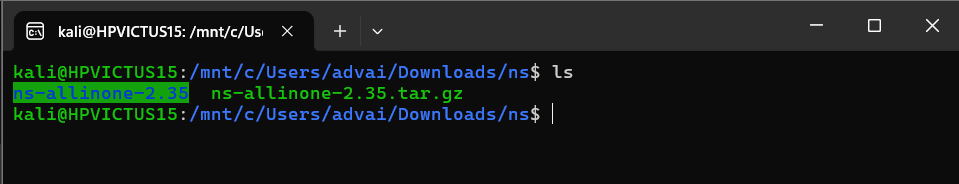 kali@HPVICTUS15: /mnt/c/Use
kali@HPVICTUS15:/mnt/c/Users/advai/Downloads/ns$ ls
ns-allinone-2.35  ns-allinone-2.35.tar.gz
kali@HPVICTUS15:/mnt/c/Users/advai/Downloads/ns$